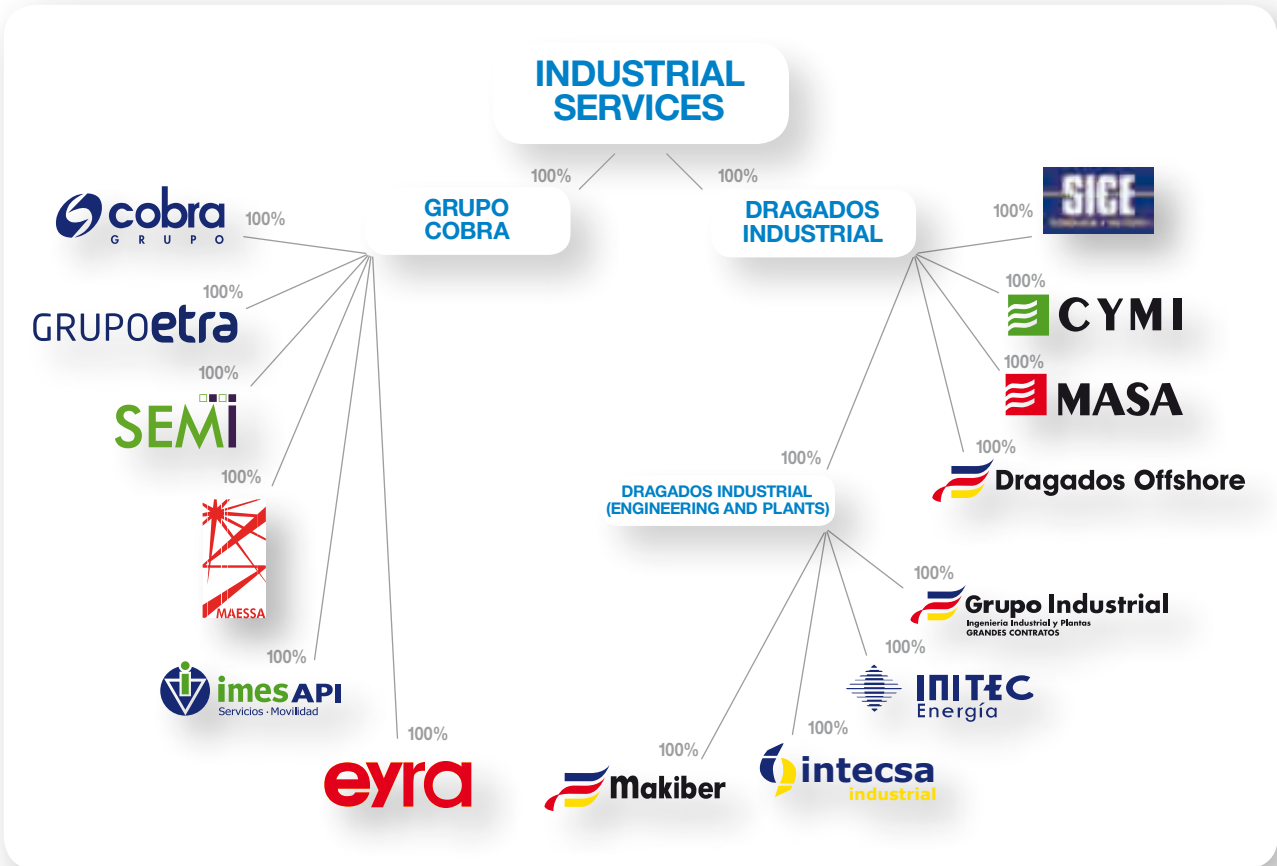 INDUSTRIAL
SERVICES
100%
100%
GRUPO
COBRA
DRAGADOS
INDUSTRIAL
cobra
GRUPO
100%
100%
GRUPOetra
100%
SEMI
100%
MAESSA
100%
imesAPI
Servicios · Movilidad
100%
eyra
100%
SICE
100%
CYMI
100%
MASA
100%
Dragados Offshore
100%
DRAGADOS INDUSTRIAL
(ENGINEERING AND PLANTS)
100%
Grupo Industrial
Ingeniería Industrial y Plantas
GRANDES CONTRATOS
100%
INITEC
Energía
100%
intecsa
industrial
100%
Makiber